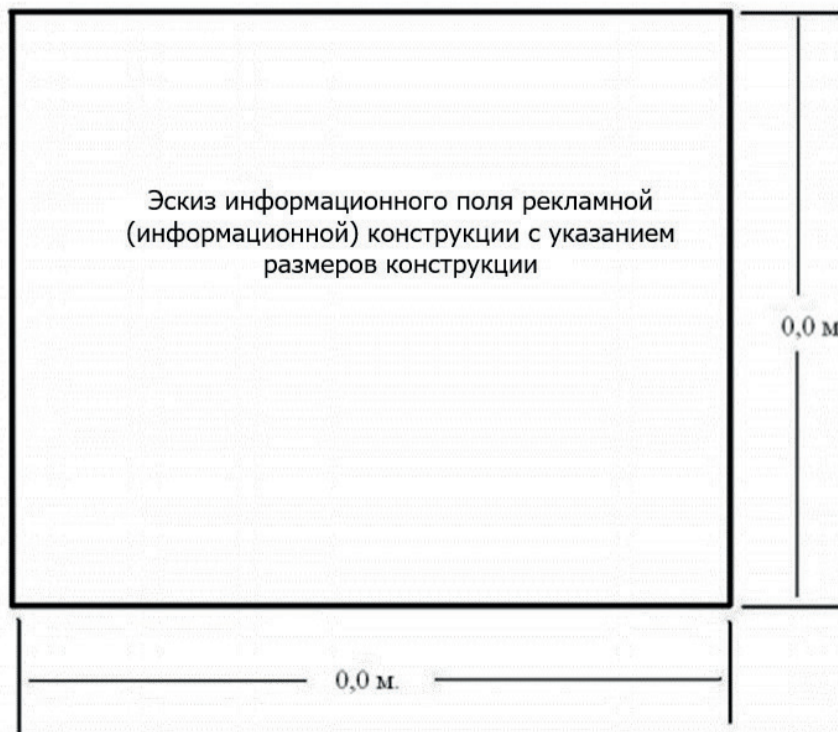 Эскиз информационного поля рекламной
(информационной) конструкции с указанием
размеров конструкции
0,0 м
0,0 м.